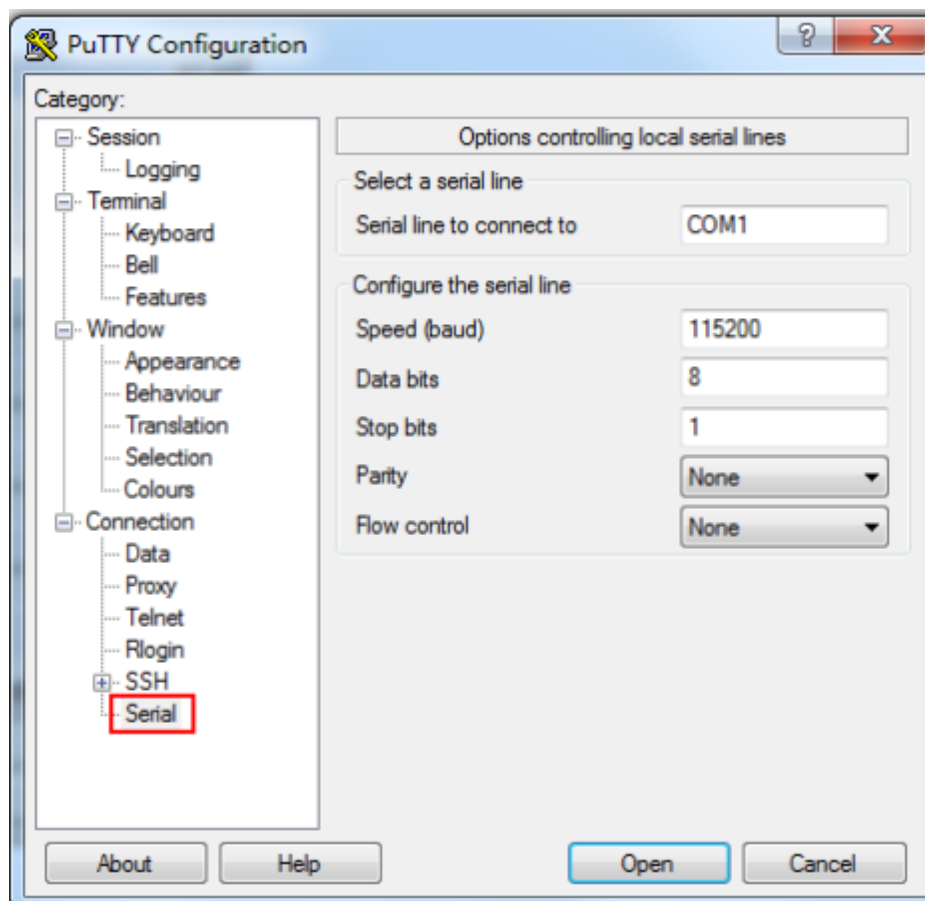 PuTTY Configuration
Category:
Session
Logging
Terminal
Keyboard
Bell
Features
Window
Appearance
Behaviour
Translation
Selection
Colours
Connection
Data
Proxy
Telnet
Rlogin
SSH
Serial
Options controlling local serial lines
Select a serial line
Serial line to connect to COM1
Configure the serial line
Speed (baud) 115200
Data bits 8
Stop bits 1
Parity None
Flow control None
About Help Open Cancel